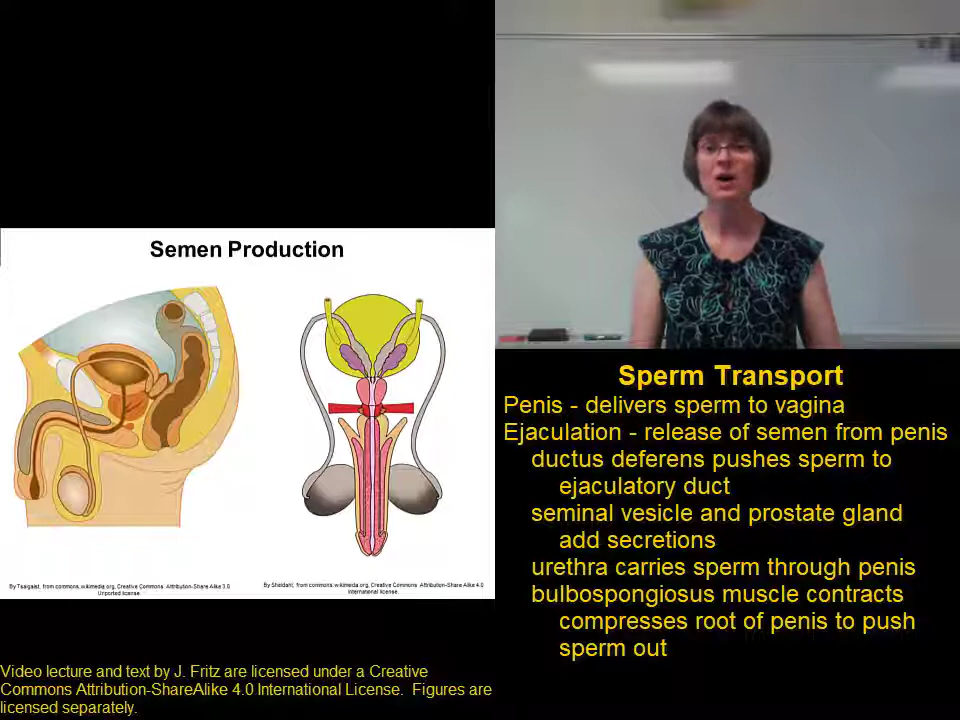 Semen Production
By Tsaigaist, from commons.wikimedia.org, Creative Commons Attribution-Share Alike 3.0
Unported license.
By Sheldahl, from commons.wikimedia.org, Creative Commons Attribution-Share Alike 4.0
International license.
Sperm Transport
Penis - delivers sperm to vagina
Ejaculation - release of semen from penis
ductus deferens pushes sperm to
ejaculatory duct
seminal vesicle and prostate gland
add secretions
urethra carries sperm through penis
bulbospongiosus muscle contracts
compresses root of penis to push
sperm out
Video lecture and text by J. Fritz are licensed under a Creative
Commons Attribution-ShareAlike 4.0 International License.  Figures are
licensed separately.